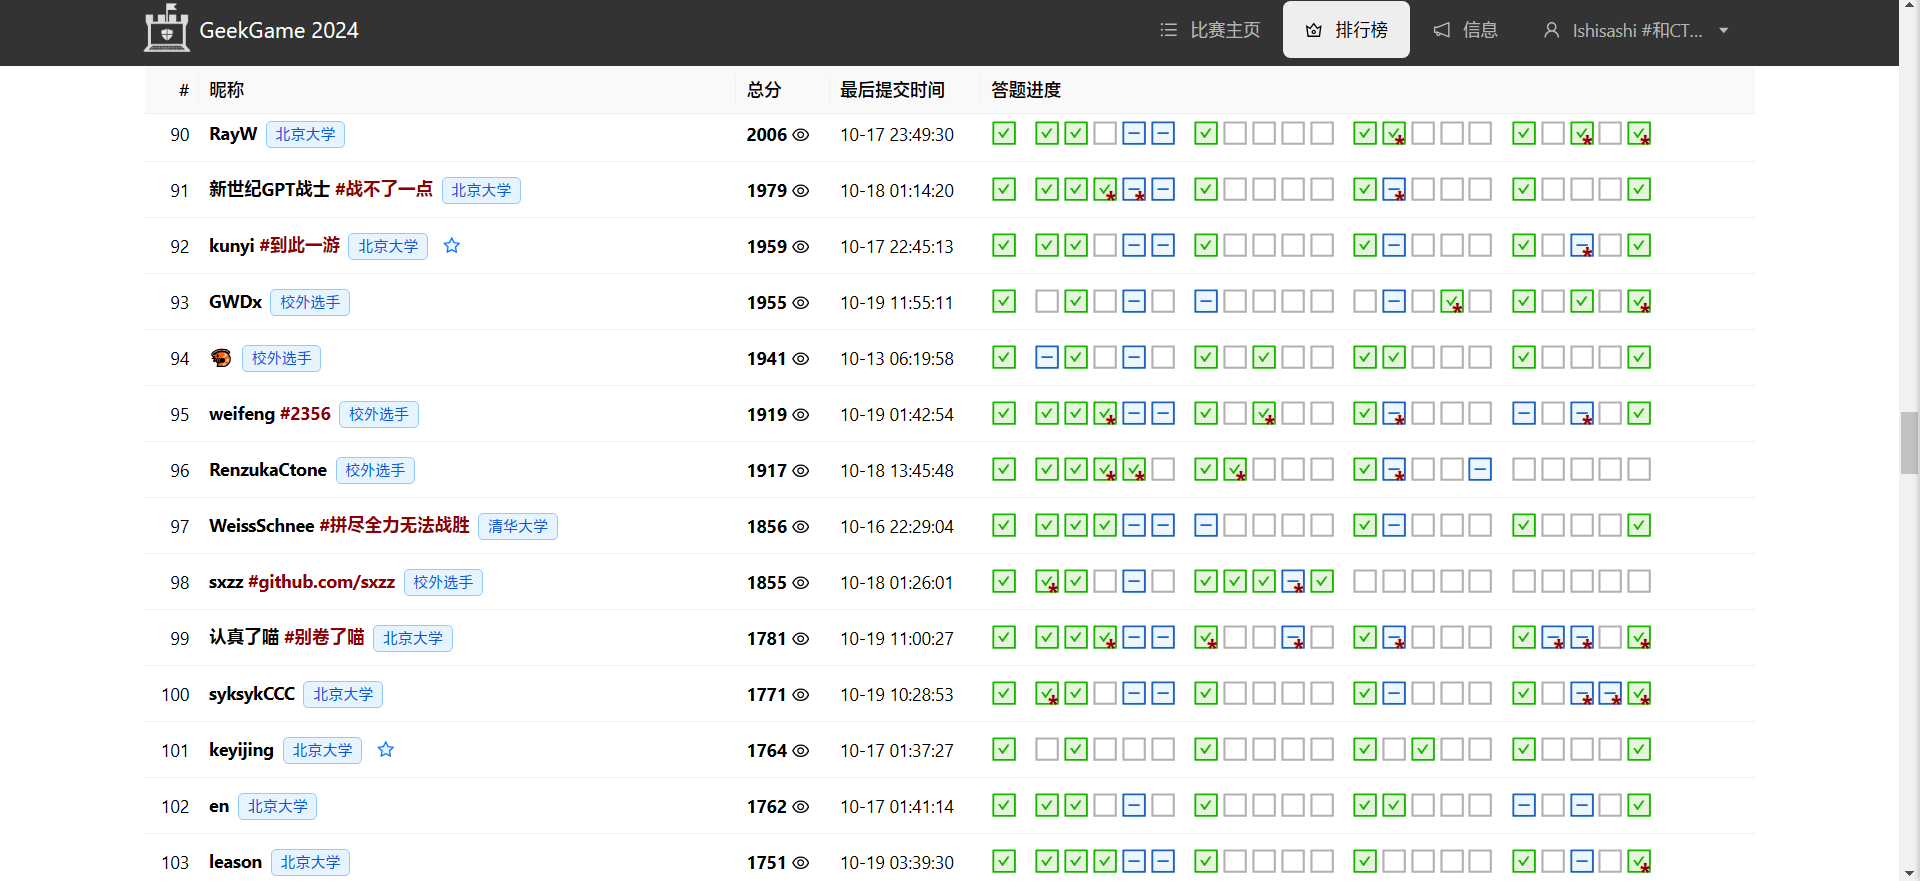 GeekGame 2024 比赛主页 排行榜 信息 Ishisashi #和CT...
# 昵称 总分 最后提交时间 答题进度
90 RayW 北京大学 2006 10-17 23:49:30
91 新世纪GPT战士 #战不了一点 北京大学 1979 10-18 01:14:20
92 kunyi #到此一游 北京大学 1959 10-17 22:45:13
93 GWDx 校外选手 1955 10-19 11:55:11
94 校外选手 1941 10-13 06:19:58
95 weifeng #2356 校外选手 1919 10-19 01:42:54
96 RenzukaCtone 校外选手 1917 10-18 13:45:48
97 WeissSchnee #拼尽全力无法战胜 清华大学 1856 10-16 22:29:04
98 sxzz #github.com/sxzz 校外选手 1855 10-18 01:26:01
99 认真了喵 #别卷了喵 北京大学 1781 10-19 11:00:27
100 syksykCCC 北京大学 1771 10-19 10:28:53
101 keyijing 北京大学 1764 10-17 01:37:27
102 en 北京大学 1762 10-17 01:41:14
103 leason 北京大学 1751 10-19 03:39:30